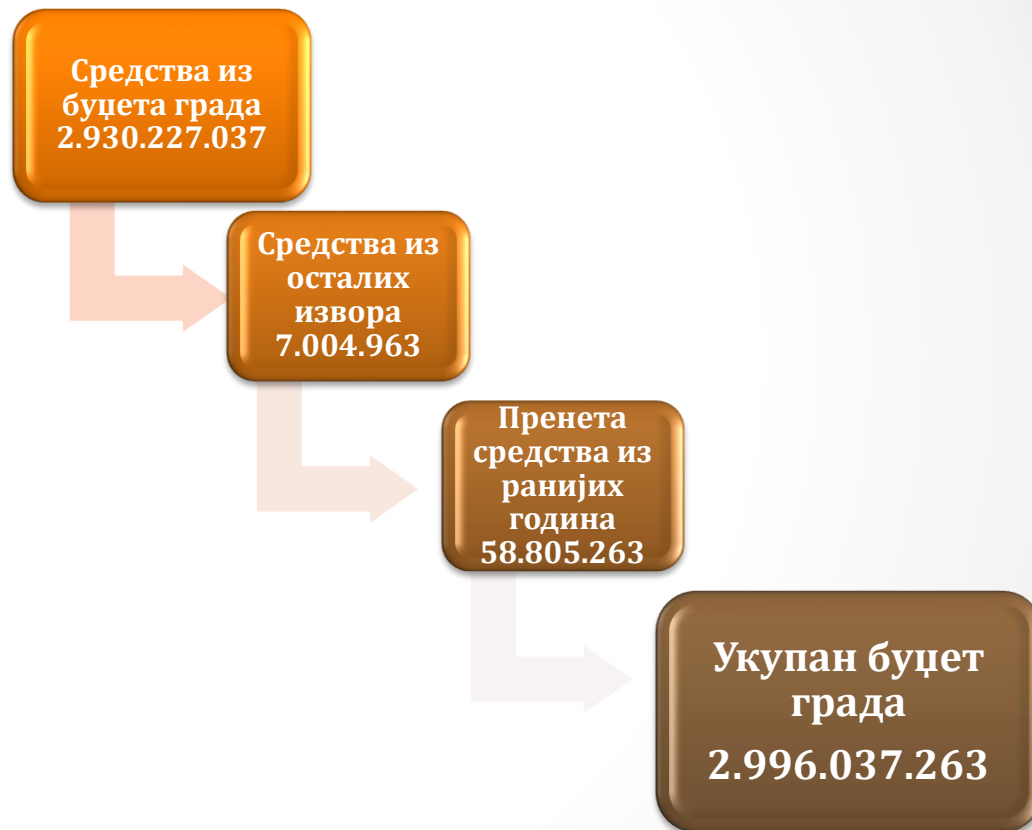 Средства из
буџета града
2.930.227.037
Средства из
осталих
извора
7.004.963
Пренета
средства из
ранијих
година
58.805.263
Укупан буџет
града
2.996.037.263